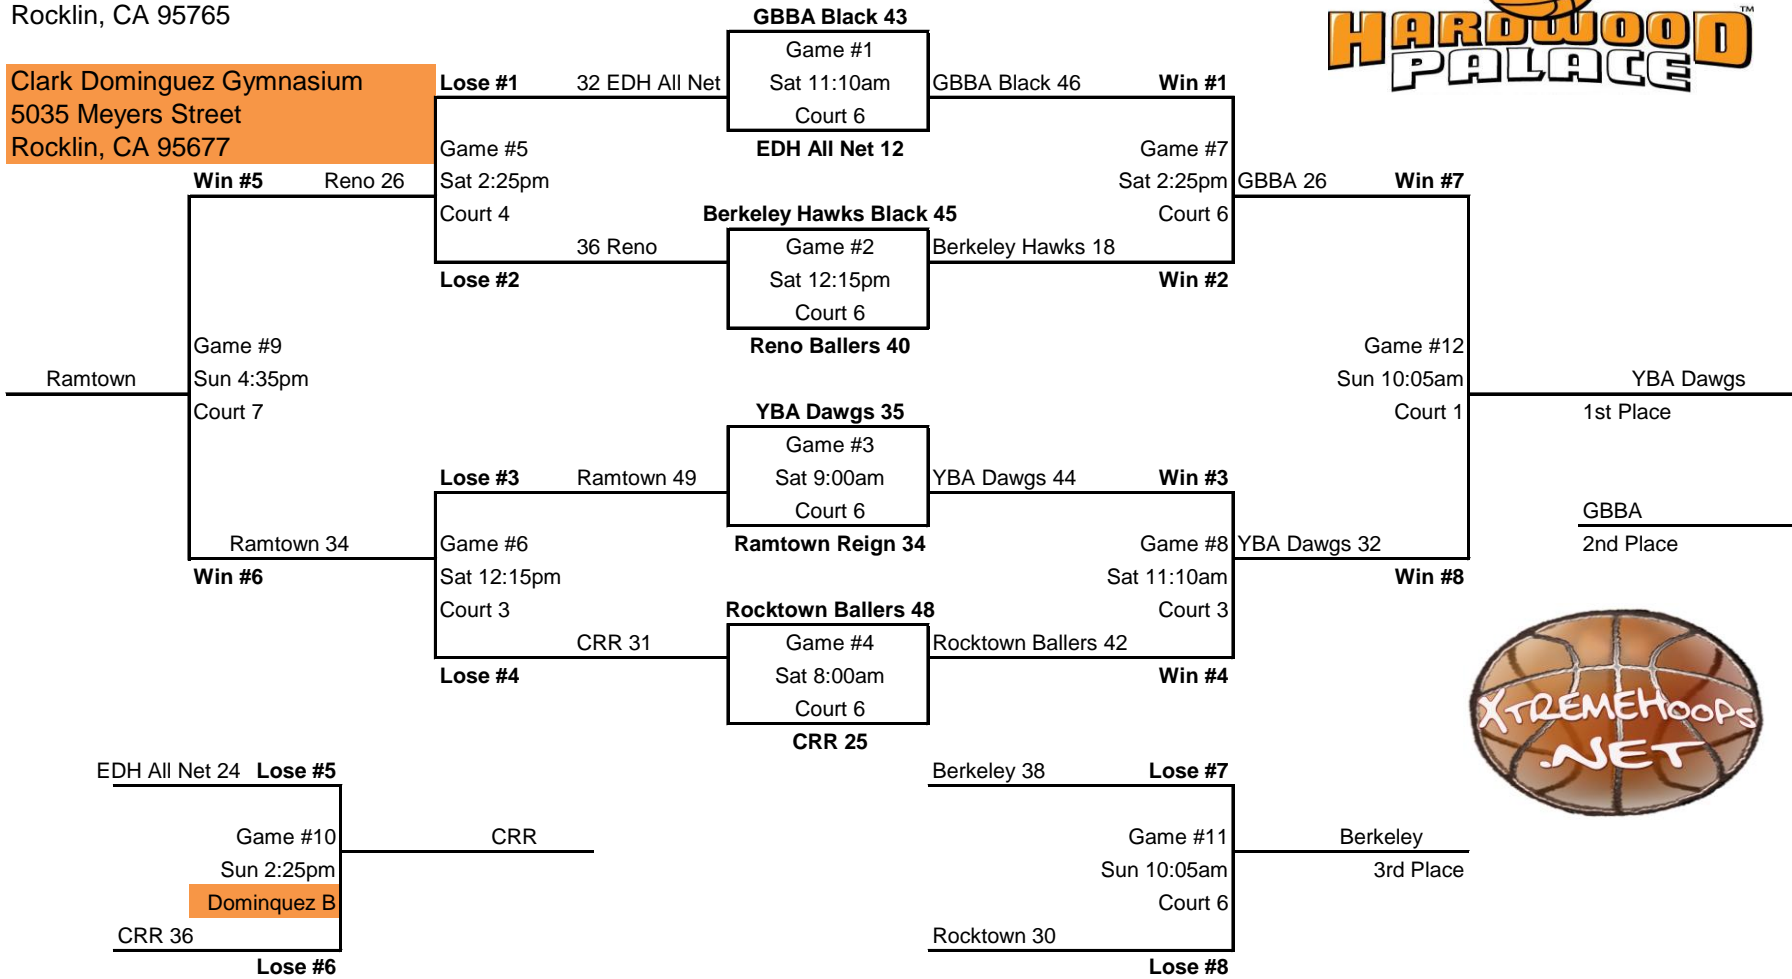 Rocklin, CA 95765
GBBA Black 43
HARDWOOD
PALACE
TM
Clark Dominguez Gymnasium
5035 Meyers Street
Rocklin, CA 95677
Lose #1
32 EDH All Net
Game #1
Sat 11:10am
Court 6
GBBA Black 46
Win #1
EDH All Net 12
Game #5
Sat 2:25pm
Court 4
Game #7
Sat 2:25pm
Court 6
Win #5
Reno 26
GBBA 26
Win #7
Berkeley Hawks Black 45
36 Reno
Game #2
Sat 12:15pm
Court 6
Berkeley Hawks 18
Lose #2
Win #2
Reno Ballers 40
Ramtown
Game #9
Sun 4:35pm
Court 7
Game #12
Sun 10:05am
Court 1
YBA Dawgs
1st Place
YBA Dawgs 35
Lose #3
Ramtown 49
Game #3
Sat 9:00am
Court 6
YBA Dawgs 44
Win #3
GBBA
2nd Place
Ramtown Reign 34
Ramtown 34
Win #6
Game #6
Sat 12:15pm
Court 3
Game #8
Sat 11:10am
Court 3
YBA Dawgs 32
Win #8
Rocktown Ballers 48
CRR 31
Game #4
Sat 8:00am
Court 6
Rocktown Ballers 42
Lose #4
Win #4
CRR 25
XTREMEHOOPS
.NET
EDH All Net 24
Lose #5
Game #10
Sun 2:25pm
Dominquez B
CRR
CRR 36
Lose #6
Berkeley 38
Lose #7
Game #11
Sun 10:05am
Court 6
Berkeley
3rd Place
Rocktown 30
Lose #8